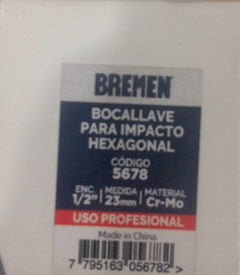 BREMEN
BOCALLAVE
PARA IMPACTO
HEXAGONAL
CÓDIGO
5678
ENC. MEDIDA MATERIAL
1/2" 23mm Cr-Mo
USO PROFESIONAL
Made in China
7 795163 056782 >